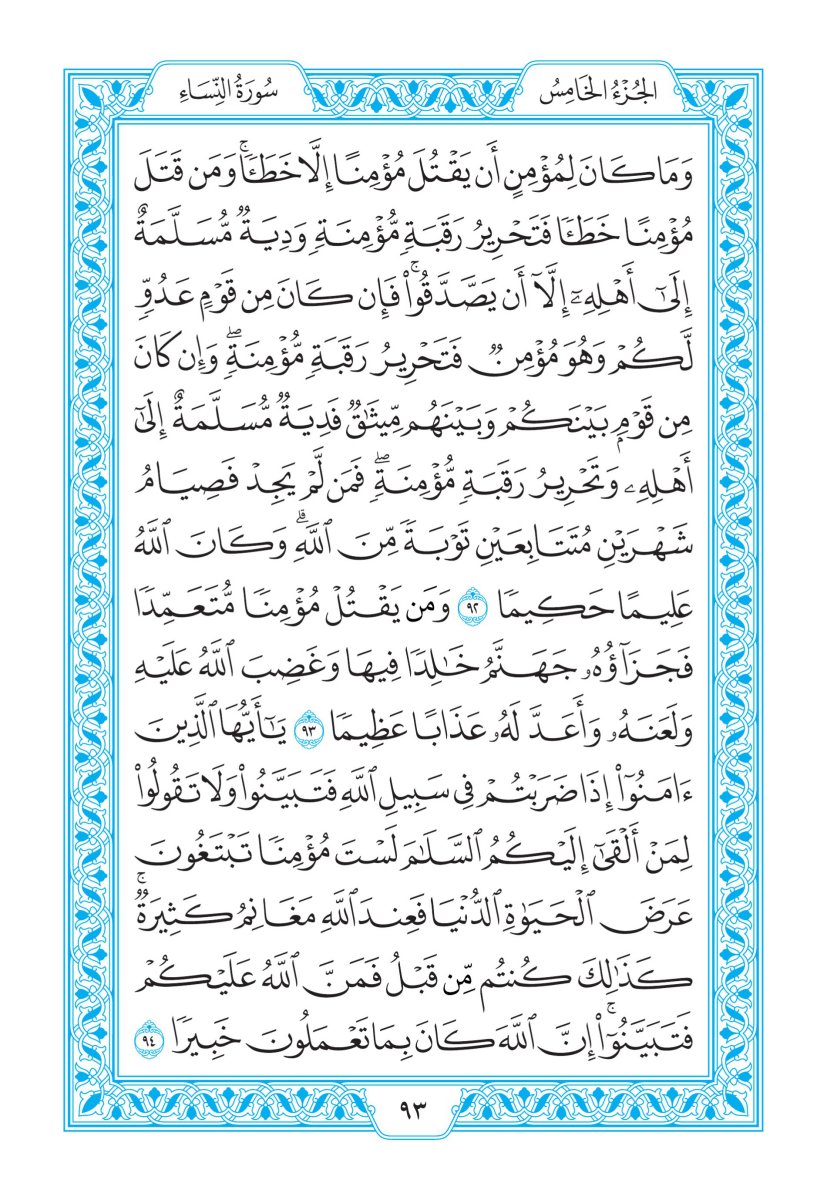 الجُزْءُ الخَامِسُ
سُورَةُ النِّسَاءِ
وَمَا كَانَ لِمُؤْمِنٍ أَن يَقْتُلَ مُؤْمِنًا إِلَّا خَطَـًٔاۚ وَمَن قَتَلَ
مُؤْمِنًا خَطَـًٔا فَتَحْرِيرُ رَقَبَةٍ مُّؤْمِنَةٍ وَدِيَةٌ مُّسَلَّمَةٌ
إِلَىٰٓ أَهْلِهِۦٓ إِلَّآ أَن يَصَّدَّقُواْۚ فَإِن كَانَ مِن قَوْمٍ عَدُوٍّ
لَّكُمْ وَهُوَ مُؤْمِنٌ فَتَحْرِيرُ رَقَبَةٍ مُّؤْمِنَةٍۖ وَإِن كَانَ
مِن قَوْمِۭ بَيْنَكُمْ وَبَيْنَهُم مِّيثَٰقٌ فَدِيَةٌ مُّسَلَّمَةٌ إِلَىٰٓ
أَهْلِهِۦ وَتَحْرِيرُ رَقَبَةٍ مُّؤْمِنَةٍۖ فَمَن لَّمْ يَجِدْ فَصِيَامُ
شَهْرَيْنِ مُتَتَابِعَيْنِ تَوْبَةً مِّنَ ٱللَّهِۗ وَكَانَ ٱللَّهُ
عَلِيمًا حَكِيمًا ٩٢ وَمَن يَقْتُلْ مُؤْمِنًا مُّتَعَمِّدًا
فَجَزَآؤُهُۥ جَهَنَّمُ خَٰلِدًا فِيهَا وَغَضِبَ ٱللَّهُ عَلَيْهِ
وَلَعَنَهُۥ وَأَعَدَّ لَهُۥ عَذَابًا عَظِيمًا ٩٣ يَٰٓأَيُّهَا ٱلَّذِينَ
ءَامَنُوٓاْ إِذَا ضَرَبْتُمْ فِى سَبِيلِ ٱللَّهِ فَتَبَيَّنُواْ وَلَا تَقُولُواْ
لِمَنْ أَلْقَىٰٓ إِلَيْكُمُ ٱلسَّلَٰمَ لَسْتَ مُؤْمِنًا تَبْتَغُونَ
عَرَضَ ٱلْحَيَوٰةِ ٱلدُّنْيَا فَعِندَ ٱللَّهِ مَغَانِمُ كَثِيرَةٌۚ
كَذَٰلِكَ كُنتُم مِّن قَبْلُ فَمَنَّ ٱللَّهُ عَلَيْكُمْ
فَتَبَيَّنُوٓاْۚ إِنَّ ٱللَّهَ كَانَ بِمَا تَعْمَلُونَ خَبِيرًا ٩٤
٩٣